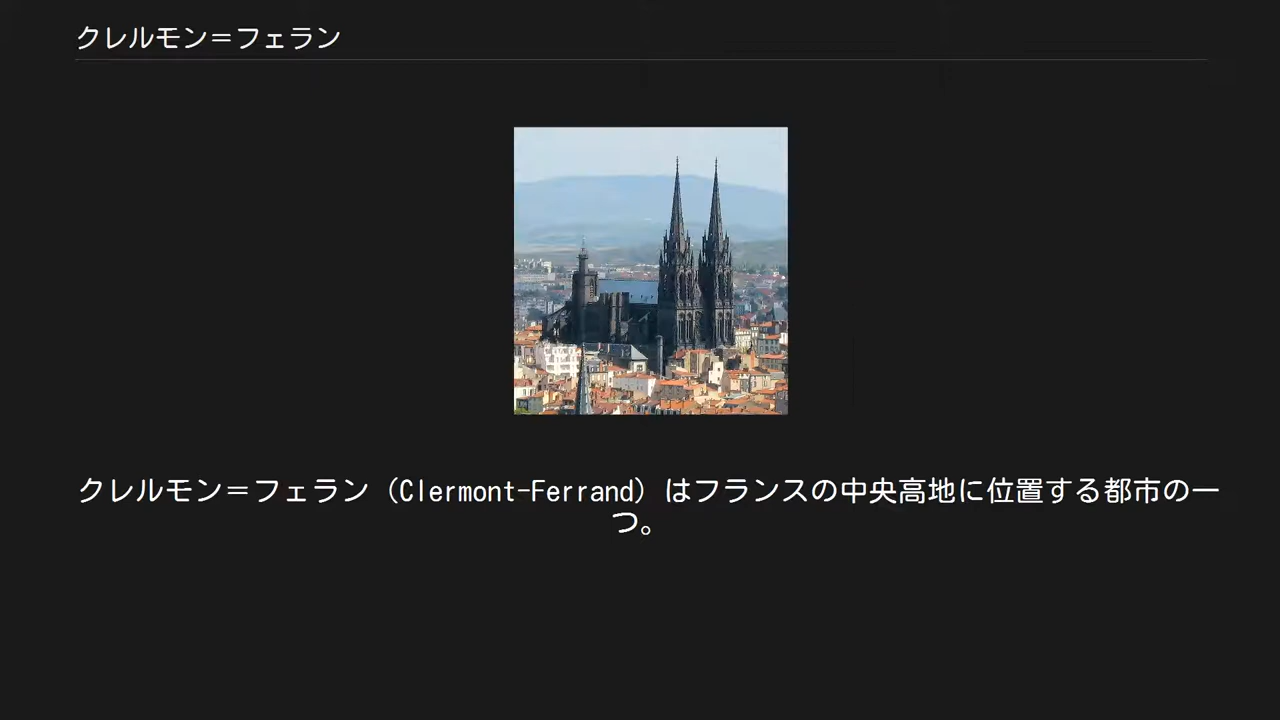 クレルモン＝フェラン
クレルモン＝フェラン（Clermont-Ferrand）はフランスの中央高地に位置する都市の一
つ。